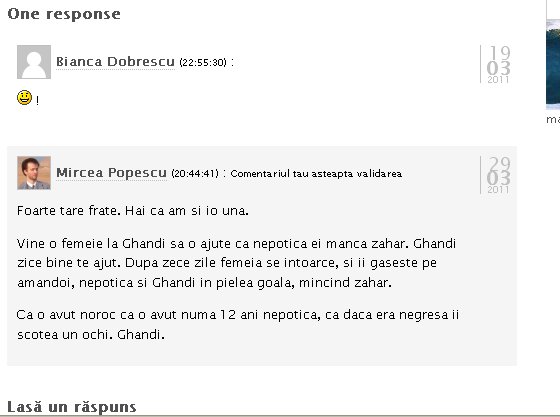 One response
Bianca Dobrescu (22:55:30) :
19
03
2011
!
ma
Mircea Popescu (20:44:41) : Comentariul tau asteapta validarea
29
03
2011
Foarte tare frate. Hai ca am si io una.
Vine o femeie la Ghandi sa o ajute ca nepotica ei manca zahar. Ghandi
zice bine te ajut. Dupa zece zile femeia se intoarce, si ii gaseste pe
amandoi, nepotica si Ghandi in pielea goala, mincind zahar.
Ca o avut noroc ca o avut numa 12 ani nepotica, ca daca era negresa ii
scotea un ochi. Ghandi.
Lasă un răspuns